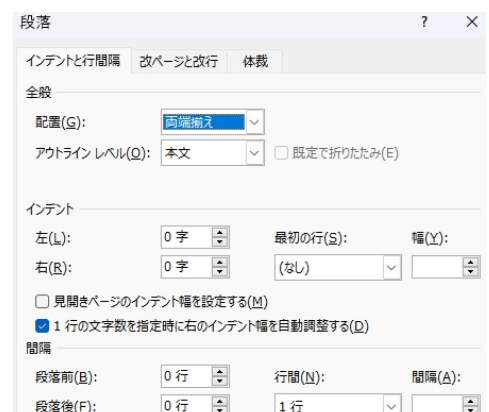 段落 ? ×
インデントと行間隔 改ページと改行 体裁
全般
配置(G): 両端揃え
アウトライン レベル(O): 本文 既定で折りたたみ(E)
インデント
左(L): 0 字 最初の行(S): 幅(Y):
右(R): 0 字 (なし)
見開きページのインデント幅を設定する(M)
1 行の文字数を指定時に右のインデント幅を自動調整する(D)
間隔
段落前(B): 0 行 行間(N): 間隔(A):
段落後(F): 0 行 1 行